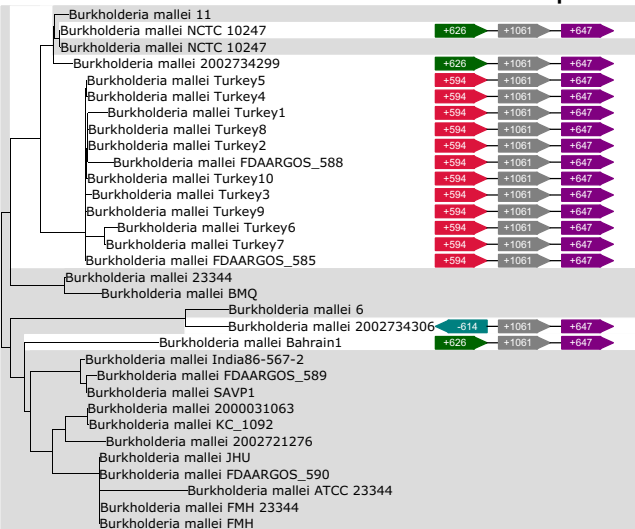 Burkholderia mallei 11
Burkholderia mallei NCTC 10247 +626 +1061 +647
Burkholderia mallei NCTC 10247
Burkholderia mallei 2002734299 +626 +1061 +647
Burkholderia mallei Turkey5 +594 +1061 +647
Burkholderia mallei Turkey4 +594 +1061 +647
Burkholderia mallei Turkey1 +594 +1061 +647
Burkholderia mallei Turkey8 +594 +1061 +647
Burkholderia mallei Turkey2 +594 +1061 +647
Burkholderia mallei FDAARGOS_588 +594 +1061 +647
Burkholderia mallei Turkey10 +594 +1061 +647
Burkholderia mallei Turkey3 +594 +1061 +647
Burkholderia mallei Turkey9 +594 +1061 +647
Burkholderia mallei Turkey6 +594 +1061 +647
Burkholderia mallei Turkey7 +594 +1061 +647
Burkholderia mallei FDAARGOS_585 +594 +1061 +647
Burkholderia mallei 23344
Burkholderia mallei BMQ
Burkholderia mallei 6
Burkholderia mallei 2002734306 -614 +1061 +647
Burkholderia mallei Bahrain1 +626 +1061 +647
Burkholderia mallei India86-567-2
Burkholderia mallei FDAARGOS_589
Burkholderia mallei SAVP1
Burkholderia mallei 2000031063
Burkholderia mallei KC_1092
Burkholderia mallei 2002721276
Burkholderia mallei JHU
Burkholderia mallei FDAARGOS_590
Burkholderia mallei ATCC 23344
Burkholderia mallei FMH 23344
Burkholderia mallei FMH